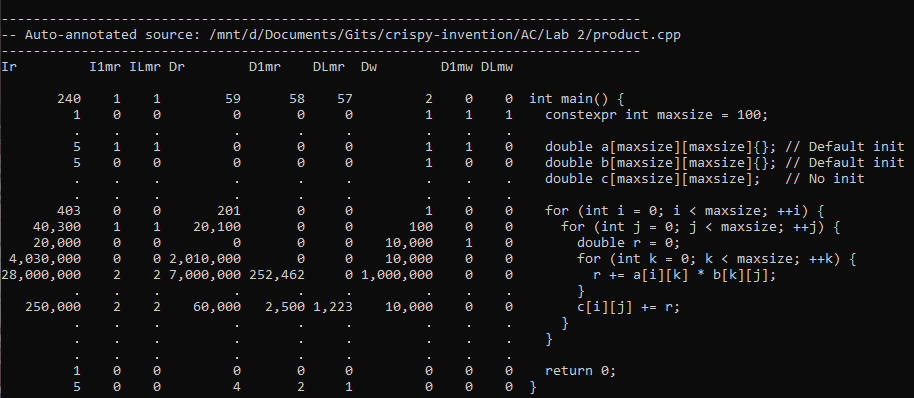 --------------------------------------------------------------------------------
-- Auto-annotated source: /mnt/d/Documents/Gits/crispy-invention/AC/Lab 2/product.cpp
--------------------------------------------------------------------------------
Ir         I1mr ILmr Dr        D1mr    DLmr  Dw        D1mw DLmw

       240    1   1        59      58    57         2    0   0  int main() {
         1    0   0         0       0     0         1    1   1    constexpr int maxsize = 100;
         .    .   .         .       .     .         .    .   .
         5    1   1         0       0     0         1    1   0    double a[maxsize][maxsize]{}; // Default init
         5    0   0         0       0     0         1    0   0    double b[maxsize][maxsize]{}; // Default init
         .    .   .         .       .     .         .    .   .    double c[maxsize][maxsize];   // No init
         .    .   .         .       .     .         .    .   .
       403    0   0       201       0     0         1    0   0    for (int i = 0; i < maxsize; ++i) {
    40,300    1   1    20,100       0     0       100    0   0      for (int j = 0; j < maxsize; ++j) {
    20,000    0   0         0       0     0    10,000    1   0        double r = 0;
 4,030,000    0   0 2,010,000       0     0    10,000    0   0        for (int k = 0; k < maxsize; ++k) {
28,000,000    2   2 7,000,000 252,462     0 1,000,000    0   0          r += a[i][k] * b[k][j];
         .    .   .         .       .     .         .    .   .        }
   250,000    2   2    60,000   2,500 1,223    10,000    0   0        c[i][j] += r;
         .    .   .         .       .     .         .    .   .      }
         .    .   .         .       .     .         .    .   .    }
         .    .   .         .       .     .         .    .   .
         1    0   0         0       0     0         0    0   0    return 0;
         5    0   0         4       2     1         0    0   0  }